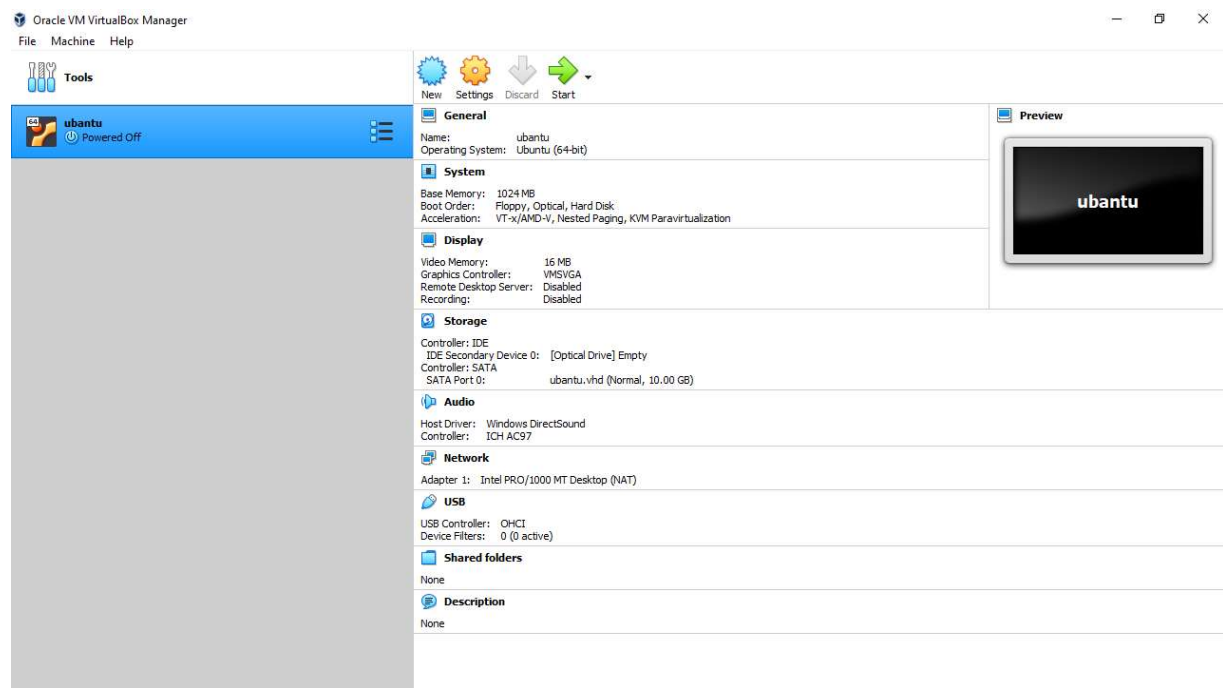 Oracle VM VirtualBox Manager
File Machine Help
Tools
New Settings Discard Start
64
ubantu
Powered Off
General
Name: ubantu
Operating System: Ubuntu (64-bit)
Preview
ubantu
System
Base Memory: 1024 MB
Boot Order: Floppy, Optical, Hard Disk
Acceleration: VT-x/AMD-V, Nested Paging, KVM Paravirtualization
Display
Video Memory: 16 MB
Graphics Controller: VMSVGA
Remote Desktop Server: Disabled
Recording: Disabled
Storage
Controller: IDE
IDE Secondary Device 0: [Optical Drive] Empty
Controller: SATA
SATA Port 0: ubantu.vhd (Normal, 10.00 GB)
Audio
Host Driver: Windows DirectSound
Controller: ICH AC97
Network
Adapter 1: Intel PRO/1000 MT Desktop (NAT)
USB
USB Controller: OHCI
Device Filters: 0 (0 active)
Shared folders
None
Description
None